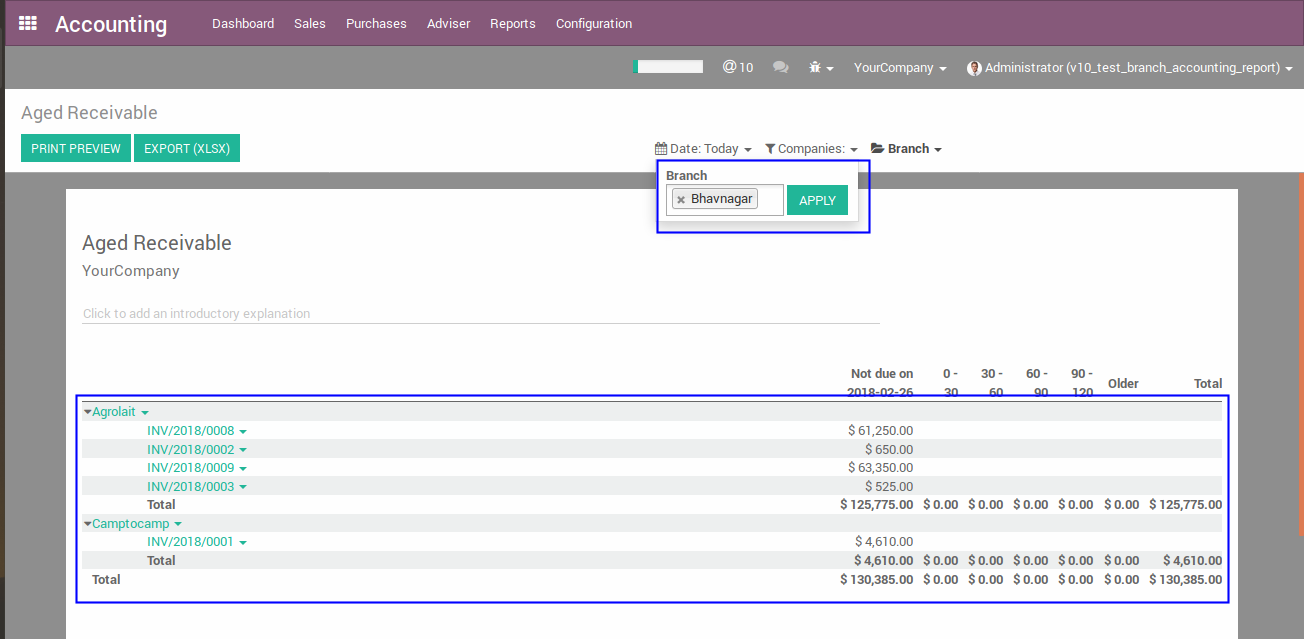 Accounting Dashboard Sales Purchases Adviser Reports Configuration
@ 10 YourCompany Administrator (v10_test_branch_accounting_report)
Aged Receivable
PRINT PREVIEW EXPORT (XLSX) Date: Today Companies: Branch
Branch
× Bhavnagar APPLY
Aged Receivable
YourCompany
Click to add an introductory explanation
Not due on 0 - 30 - 60 - 90 -
Older Total
2018-02-26 30 60 90 120
Agrolait
INV/2018/0008 $ 61,250.00
INV/2018/0002 $ 650.00
INV/2018/0009 $ 63,350.00
INV/2018/0003 $ 525.00
Total $ 125,775.00 $ 0.00 $ 0.00 $ 0.00 $ 0.00 $ 0.00 $ 125,775.00
Camptocamp
INV/2018/0001 $ 4,610.00
Total $ 4,610.00 $ 0.00 $ 0.00 $ 0.00 $ 0.00 $ 0.00 $ 4,610.00
Total $ 130,385.00 $ 0.00 $ 0.00 $ 0.00 $ 0.00 $ 0.00 $ 130,385.00